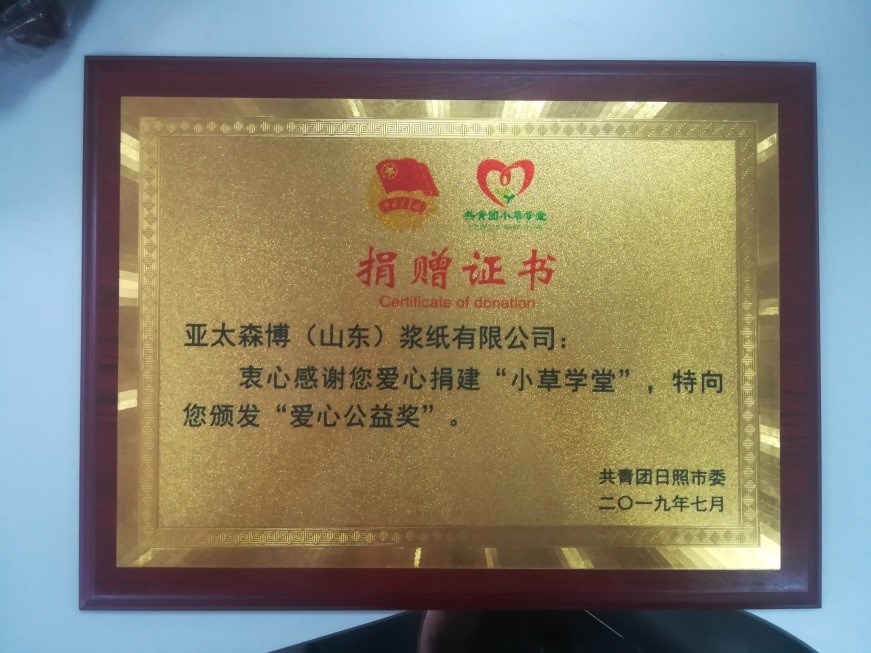 共青团小草学堂
捐赠证书
Certificate of donation
亚太森博（山东）浆纸有限公司：
衷心感谢您爱心捐建“小草学堂”，特向
您颁发“爱心公益奖”。
共青团日照市委
二〇一九年七月